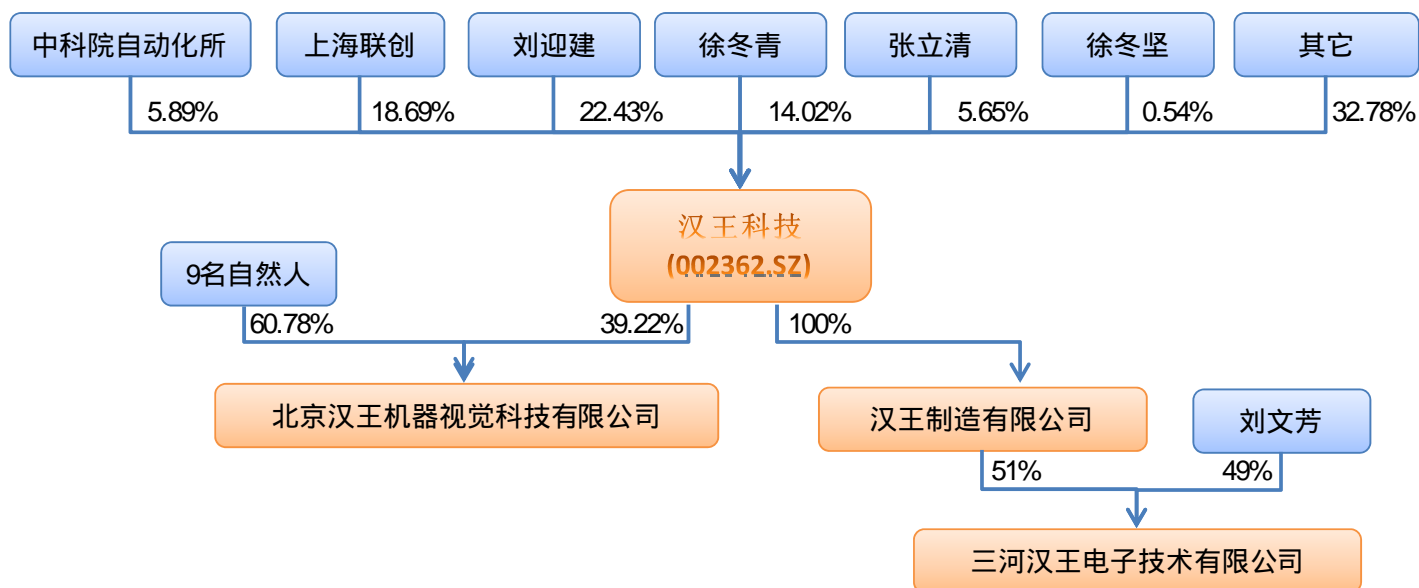 中科院自动化所
上海联创
刘迎建
徐冬青
张立清
徐冬坚
其它
5.89%
18.69%
22.43%
14.02%
5.65%
0.54%
32.78%
汉王科技
(002362.SZ)
9名自然人
60.78%
39.22%
100%
北京汉王机器视觉科技有限公司
汉王制造有限公司
刘文芳
51%
49%
三河汉王电子技术有限公司